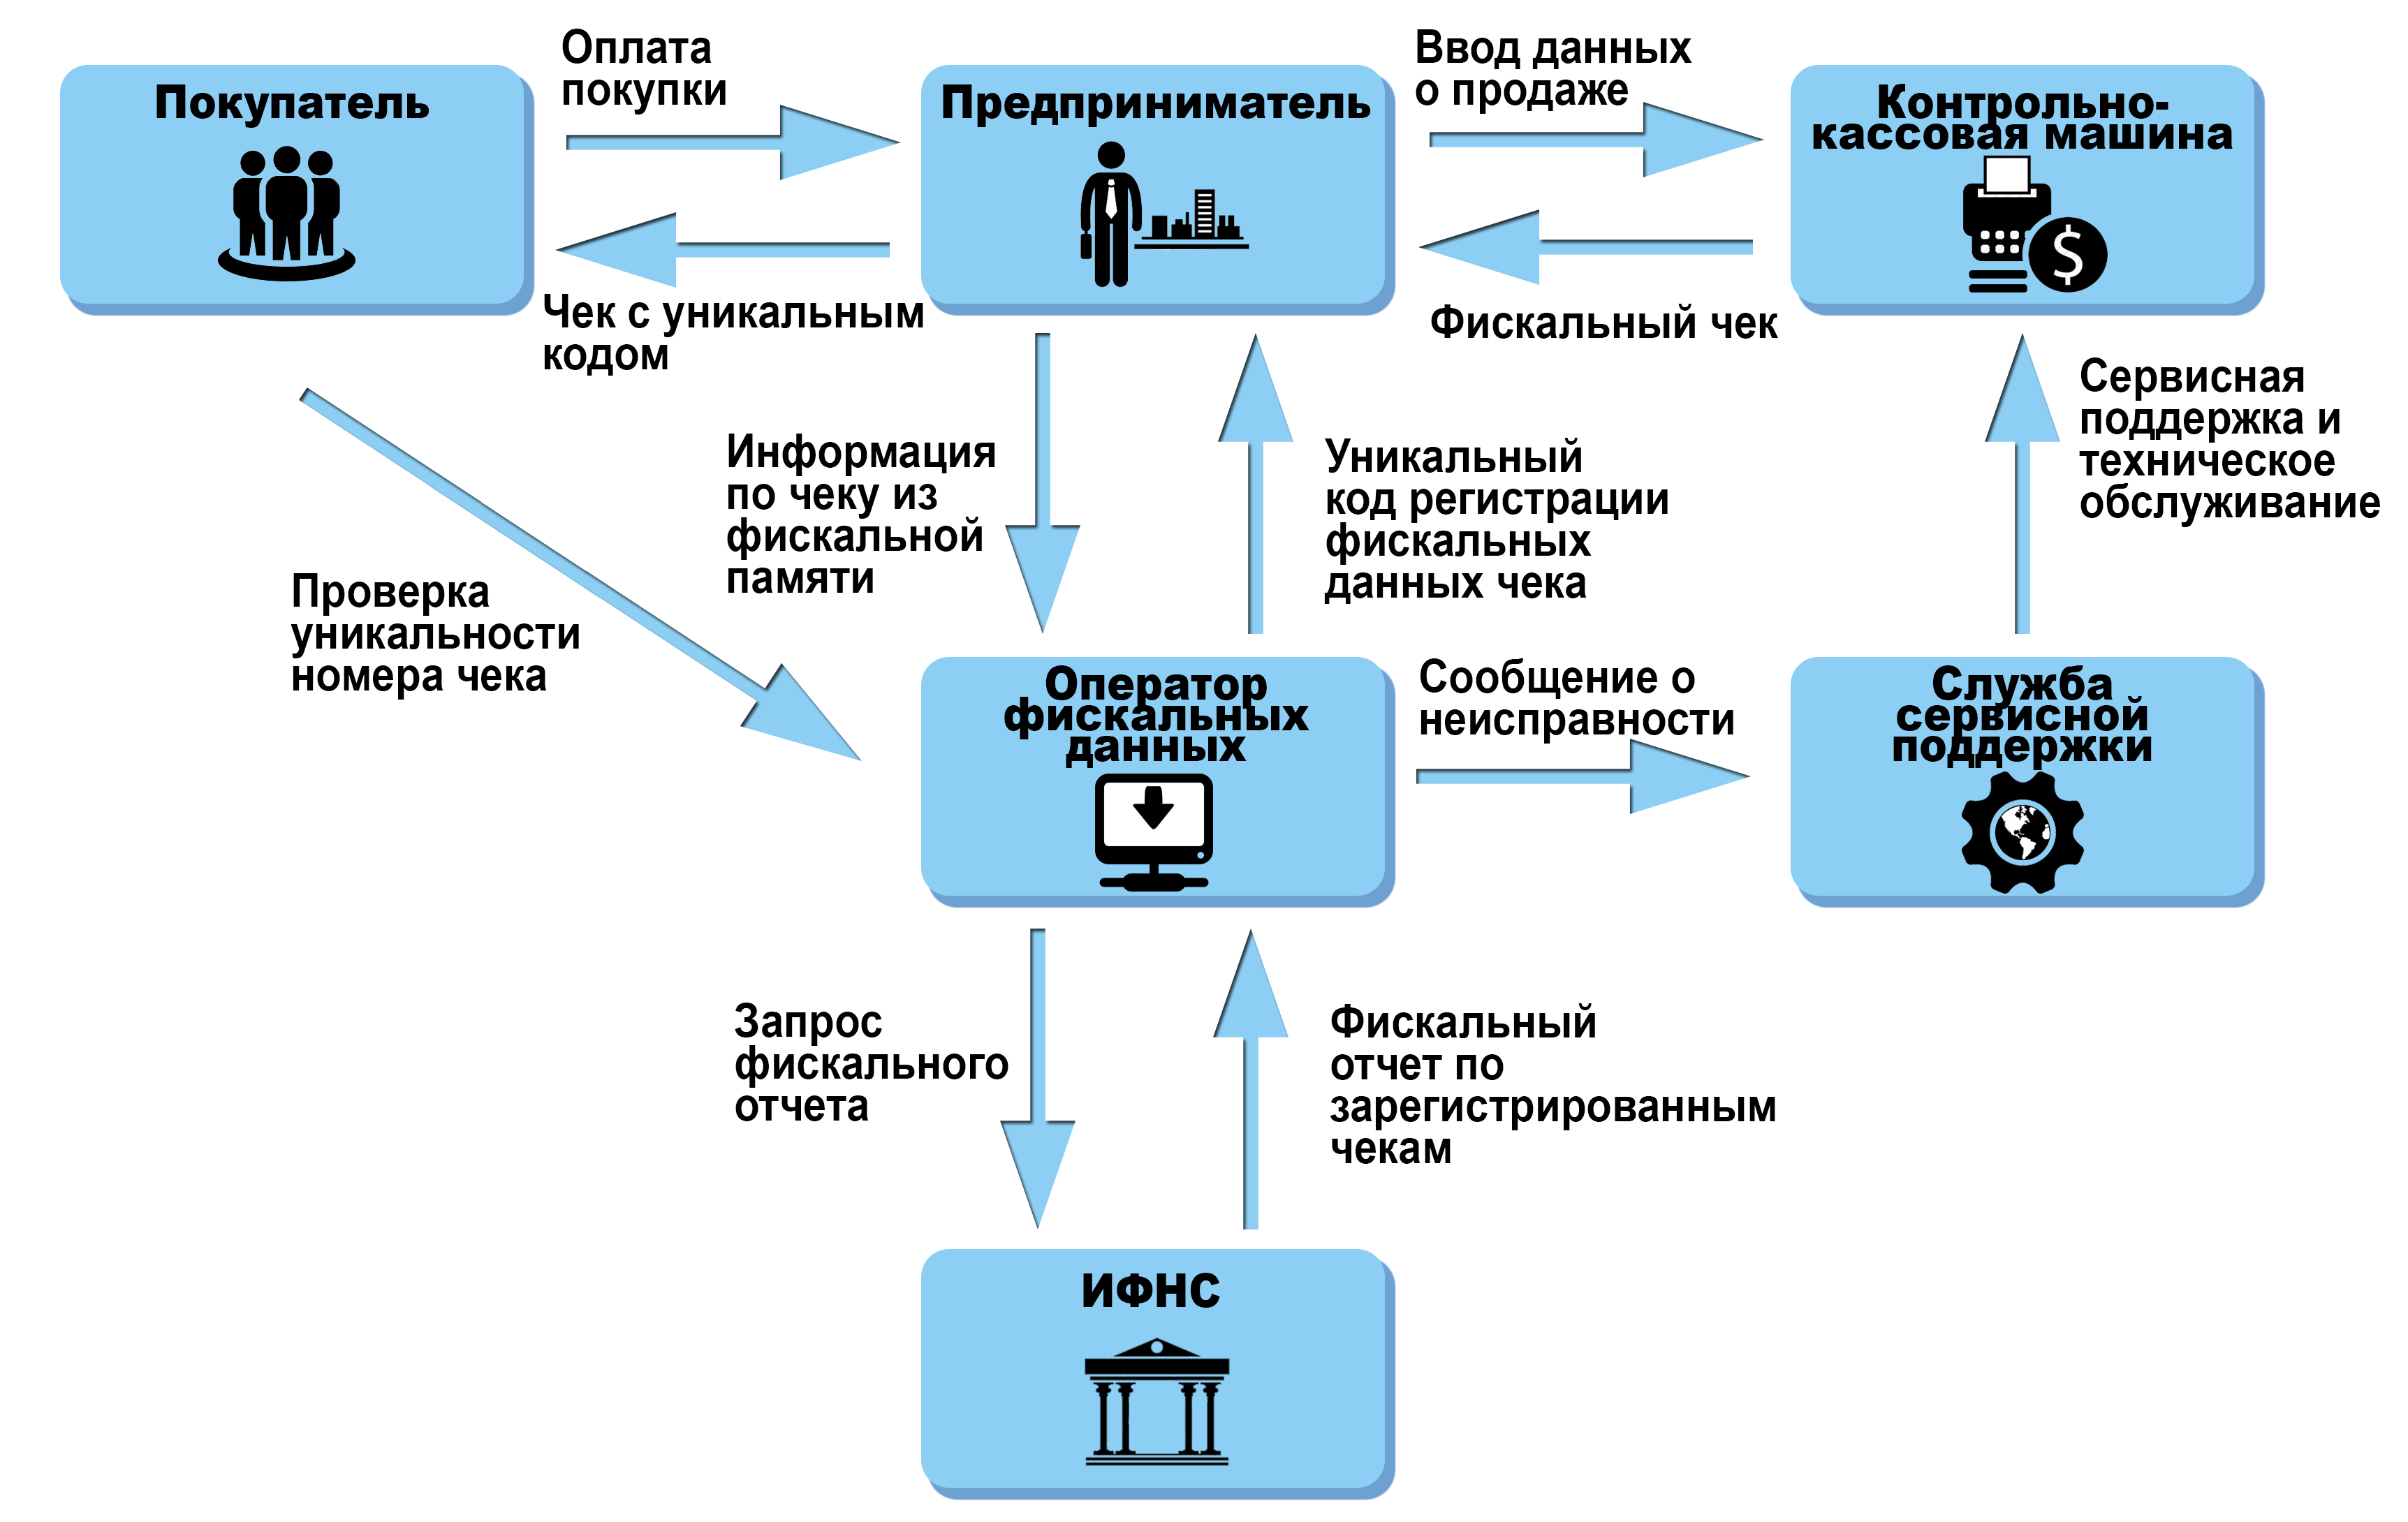 Оплата
покупки
Ввод данных
о продаже
Покупатель
Предприниматель
Контрольно-
кассовая машина
$
Чек с уникальным
кодом
Фискальный чек
Сервисная
поддержка и
техническое
обслуживание
Информация
по чеку из
фискальной
памяти
Уникальный
код регистрации
фискальных
данных чека
Проверка
уникальности
номера чека
Оператор
фискальных
данных
Сообщение о
неисправности
Служба
сервисной
поддержки
Запрос
фискального
отчета
Фискальный
отчет по
зарегистрированным
чекам
ИФНС